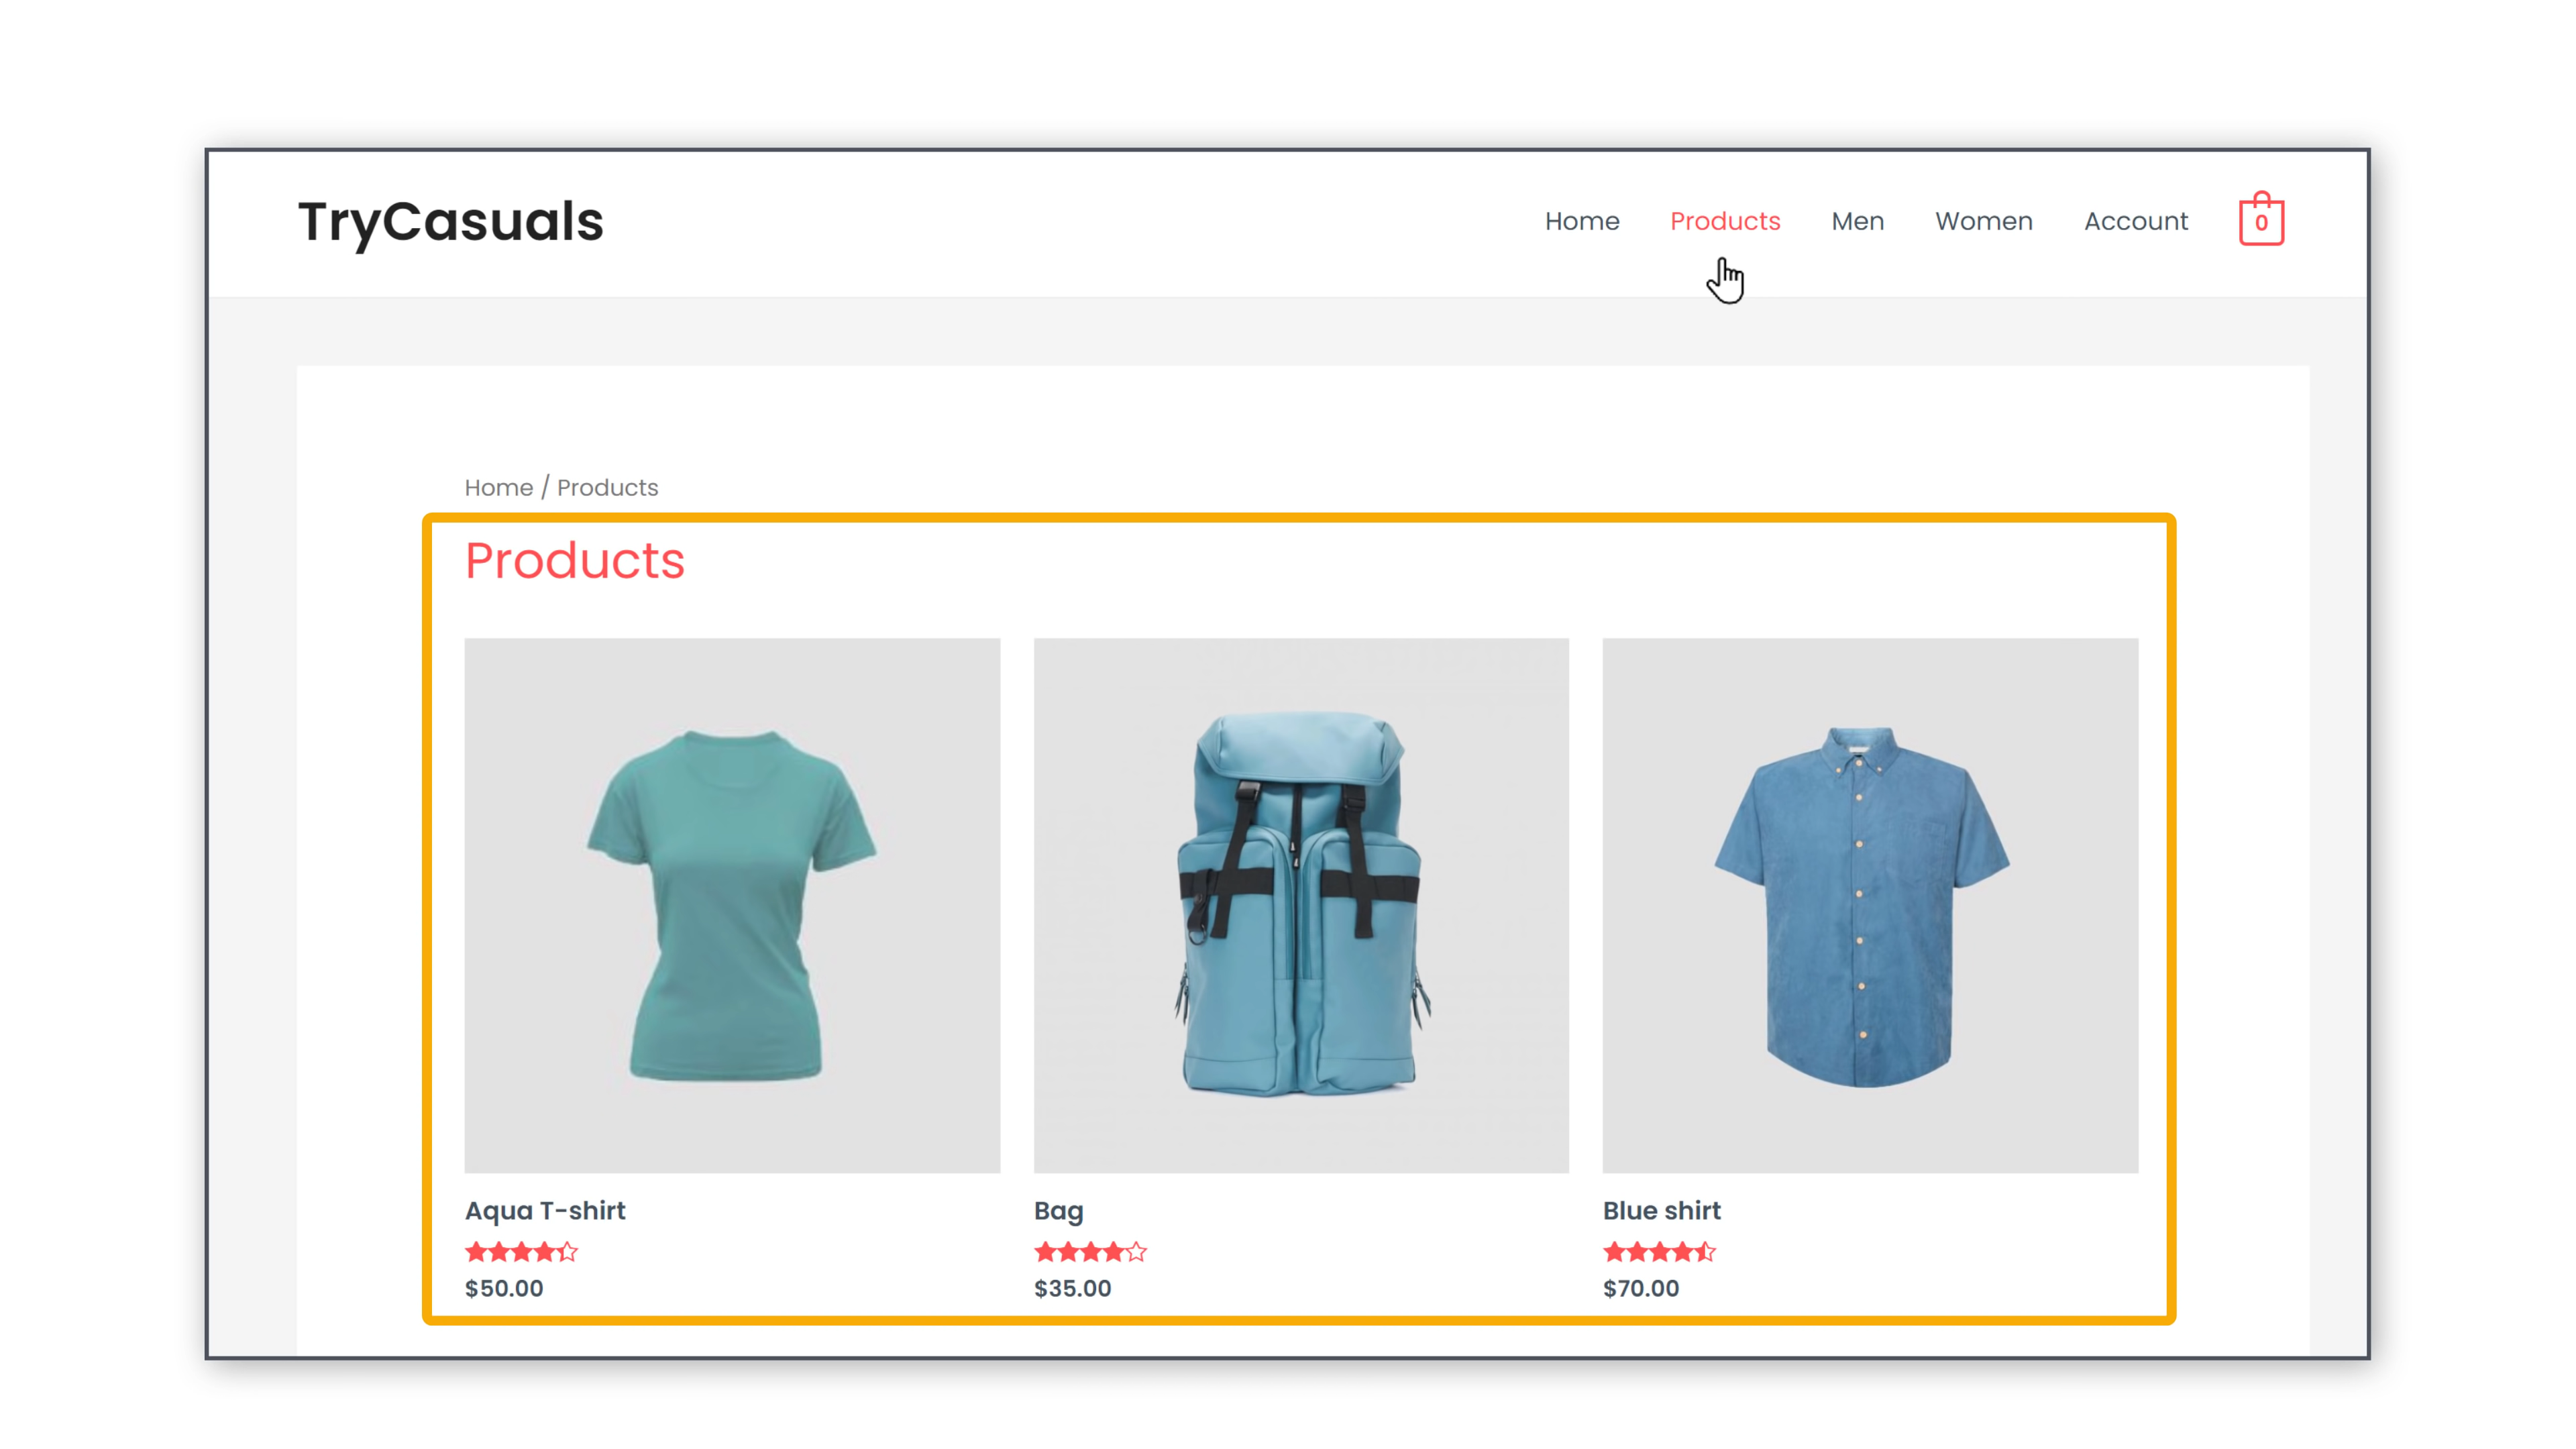 TryCasuals
Home Products Men Women Account 0
Home / Products
Products
Aqua T-shirt Bag Blue shirt
$50.00 $35.00 $70.00